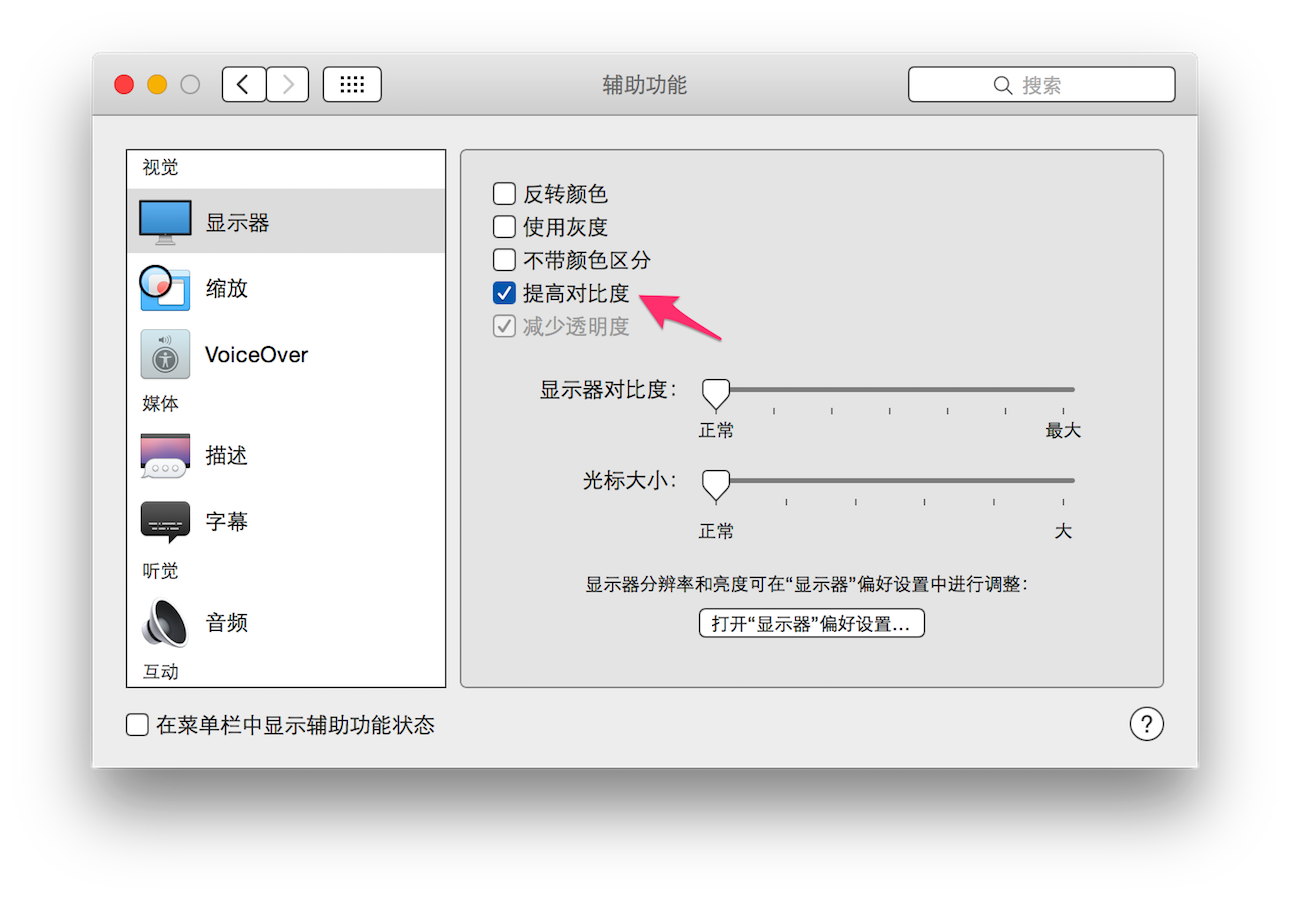 辅助功能
搜索
视觉
显示器
缩放
VoiceOver
媒体
描述
字幕
听觉
音频
互动
反转颜色
使用灰度
不带颜色区分
提高对比度
减少透明度
显示器对比度：
正常 最大
光标大小：
正常 大
显示器分辨率和亮度可在“显示器”偏好设置中进行调整：
打开“显示器”偏好设置...
在菜单栏中显示辅助功能状态
?